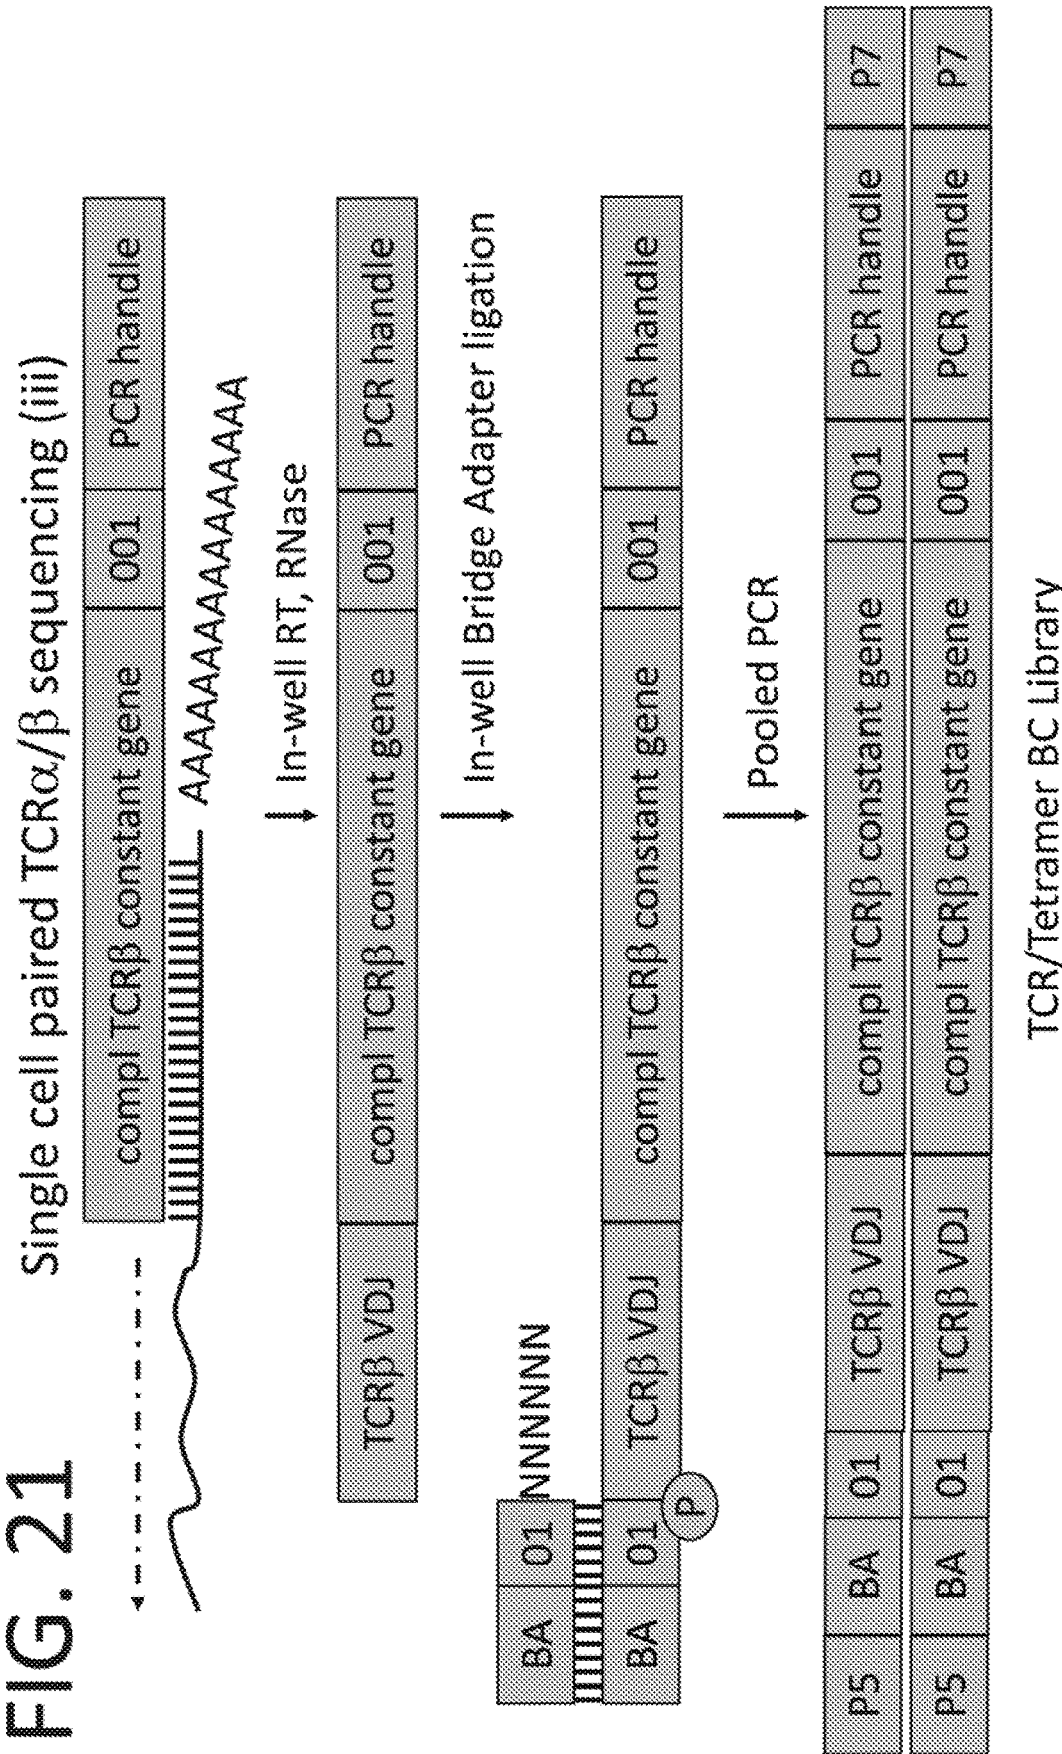 FIG. 21
Single cell paired TCRα/β sequencing (iii)
compl TCRβ constant gene 001 PCR handle
AAAAAAAAAAAAAAAAA
In-well RT, RNase
TCRβ VDJ compl TCRβ constant gene 001 PCR handle
In-well Bridge Adapter ligation
BA 01 NNNNNN
BA 01 TCRβ VDJ compl TCRβ constant gene 001 PCR handle
P
Pooled PCR
P5 BA 01 TCRβ VDJ compl TCRβ constant gene 001 PCR handle P7
P5 BA 01 TCRβ VDJ compl TCRβ constant gene 001 PCR handle P7
TCR/Tetramer BC Library